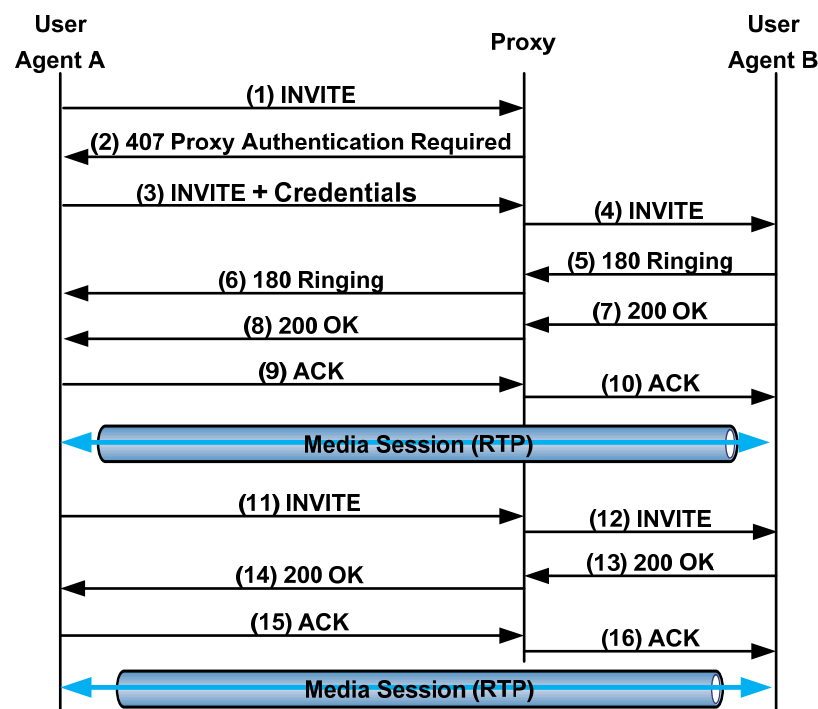 User
Agent A
Proxy
User
Agent B
(1) INVITE
(2) 407 Proxy Authentication Required
(3) INVITE + Credentials
(4) INVITE
(5) 180 Ringing
(6) 180 Ringing
(7) 200 OK
(8) 200 OK
(9) ACK
(10) ACK
Media Session (RTP)
(11) INVITE
(12) INVITE
(13) 200 OK
(14) 200 OK
(15) ACK
(16) ACK
Media Session (RTP)